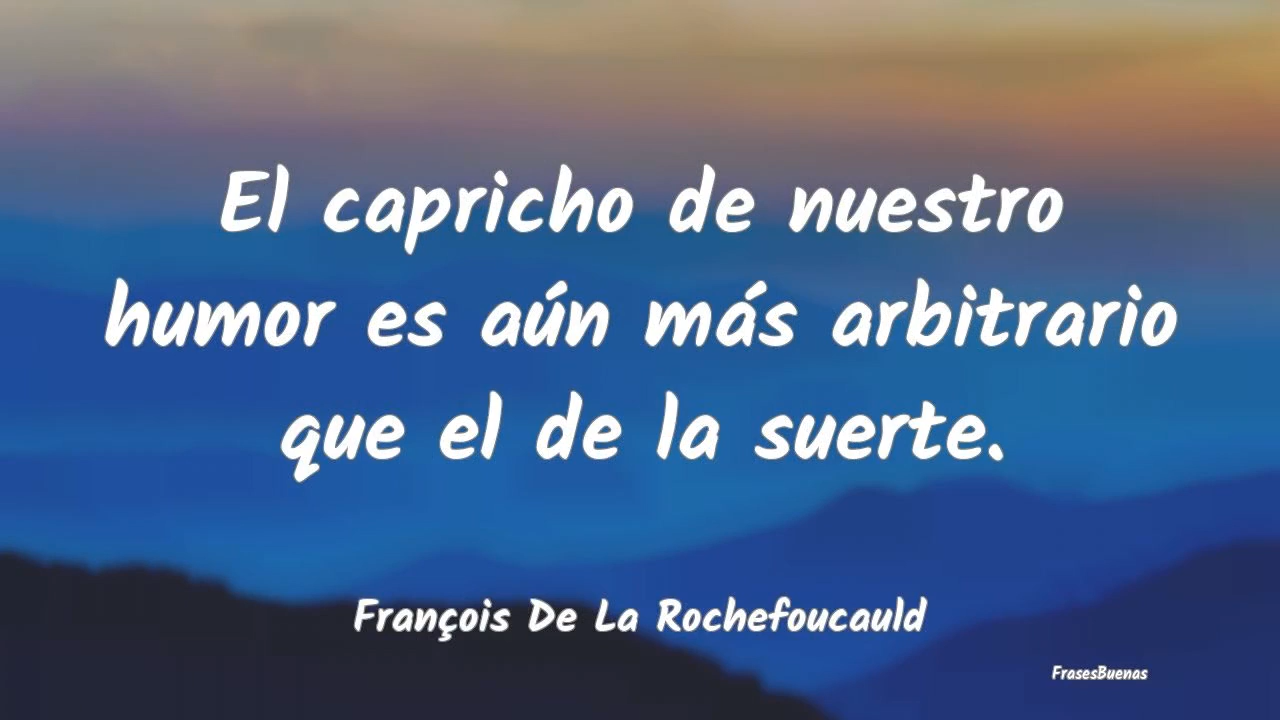 El capricho de nuestro
humor es aún más arbitrario
que el de la suerte.
François De La Rochefoucauld
FrasesBuenas